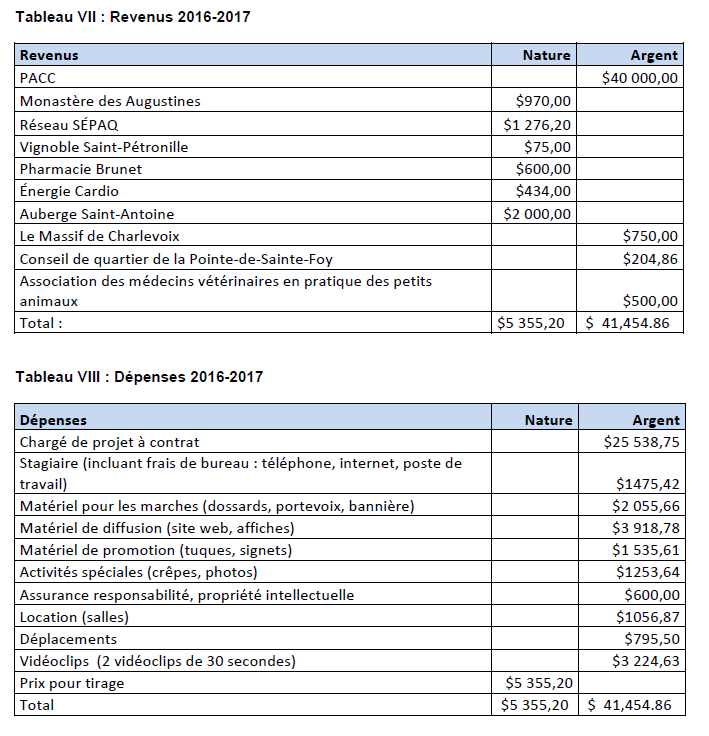 Tableau VII : Revenus 2016-2017
Revenus Nature Argent
PACC $40 000,00
Monastère des Augustines $970,00
Réseau SÉPAQ $1 276,20
Vignoble Saint-Pétronille $75,00
Pharmacie Brunet $600,00
Énergie Cardio $434,00
Auberge Saint-Antoine $2 000,00
Le Massif de Charlevoix $750,00
Conseil de quartier de la Pointe-de-Sainte-Foy $204,86
Association des médecins vétérinaires en pratique des petits
animaux $500,00
Total : $5 355,20 $ 41,454.86
Tableau VIII : Dépenses 2016-2017
Dépenses Nature Argent
Chargé de projet à contrat $25 538,75
Stagiaire (incluant frais de bureau : téléphone, internet, poste de
travail) $1475,42
Matériel pour les marches (dossards, portevoix, bannière) $2 055,66
Matériel de diffusion (site web, affiches) $3 918,78
Matériel de promotion (tuques, signets) $1 535,61
Activités spéciales (crêpes, photos) $1253,64
Assurance responsabilité, propriété intellectuelle $600,00
Location (salles) $1056,87
Déplacements $795,50
Vidéoclips (2 vidéoclips de 30 secondes) $3 224,63
Prix pour tirage $5 355,20
Total $5 355,20 $ 41,454.86